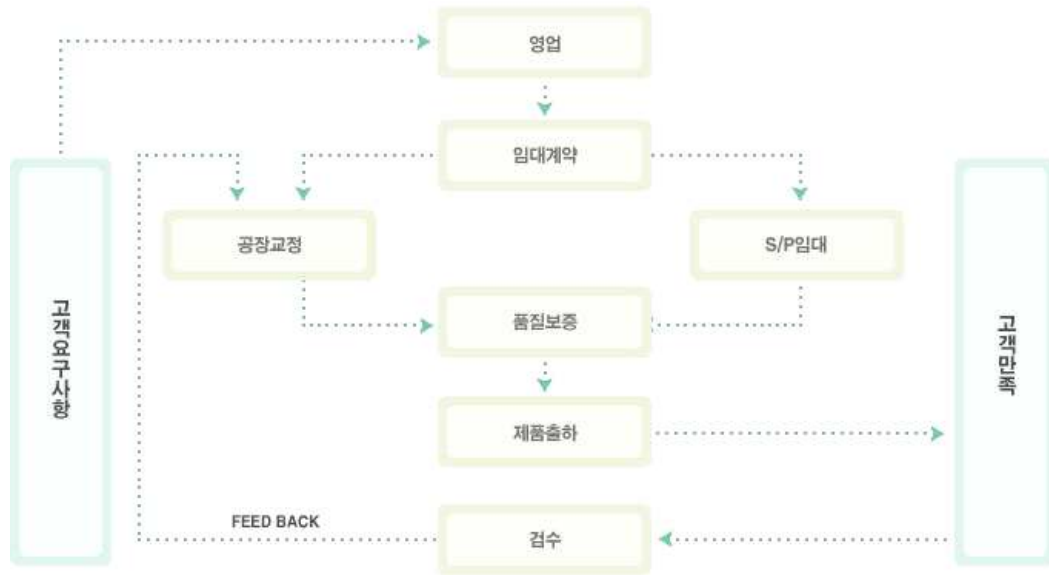 영업
임대계약
공장교정
S/P임대
고객요구사항
품질보증
고객만족
제품출하
FEED BACK
검수